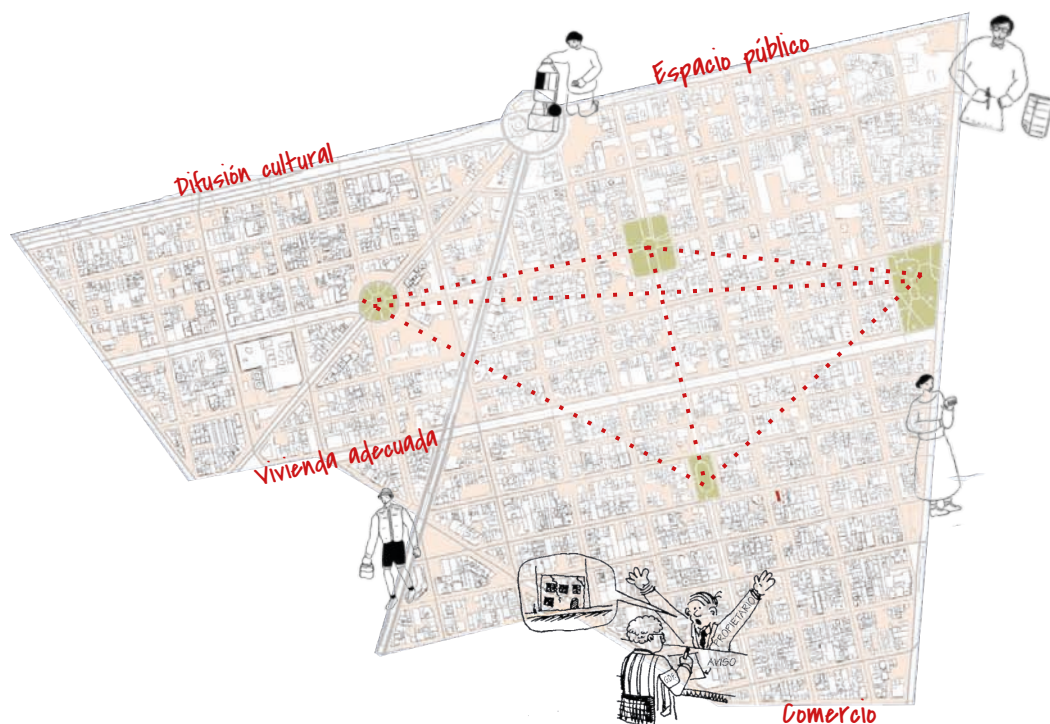 Espacio público
Difusión cultural
Vivienda adecuada
PROPIETARIO
AVISO
Comercio